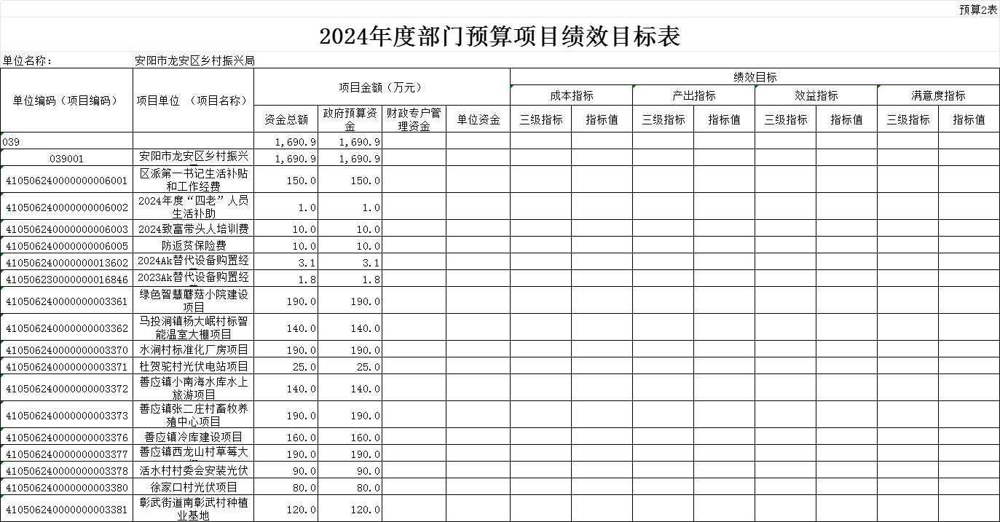 预算2表
2024年度部门预算项目绩效目标表
单位名称： 安阳市龙安区乡村振兴局
单位编码（项目编码） 项目单位 （项目名称） 项目金额（万元） 绩效目标
成本指标 产出指标 效益指标 满意度指标
资金总额 政府预算资金 财政专户管理资金 单位资金 三级指标 指标值 三级指标 指标值 三级指标 指标值 三级指标 指标值
039 1,690.9 1,690.9
039001 安阳市龙安区乡村振兴 1,690.9 1,690.9
410506240000000006001 区派第一书记生活补贴和工作经费 150.0 150.0
410506240000000006002 2024年度“四老”人员生活补助 1.0 1.0
410506240000000006003 2024致富带头人培训费 10.0 10.0
410506240000000006005 防返贫保险费 10.0 10.0
410506240000000013602 2024Ak替代设备购置经 3.1 3.1
410506230000000016846 2023Ak替代设备购置经 1.8 1.8
410506240000000003361 绿色智慧蘑菇小院建设项目 190.0 190.0
410506240000000003362 马投涧镇杨大岷村标智能温室大棚项目 140.0 140.0
410506240000000003370 水涧村标准化厂房项目 190.0 190.0
410506240000000003371 杜贺驼村光伏电站项目 25.0 25.0
410506240000000003372 善应镇小南海水库水上旅游项目 140.0 140.0
410506240000000003373 善应镇张二庄村畜牧养殖中心项目 190.0 190.0
410506240000000003376 善应镇冷库建设项目 160.0 160.0
410506240000000003377 善应镇西龙山村草莓大 190.0 190.0
410506240000000003378 活水村村委会安装光伏 90.0 90.0
410506240000000003380 徐家口村光伏项目 80.0 80.0
410506240000000003381 彰武街道南彰武村种植业基地 120.0 120.0